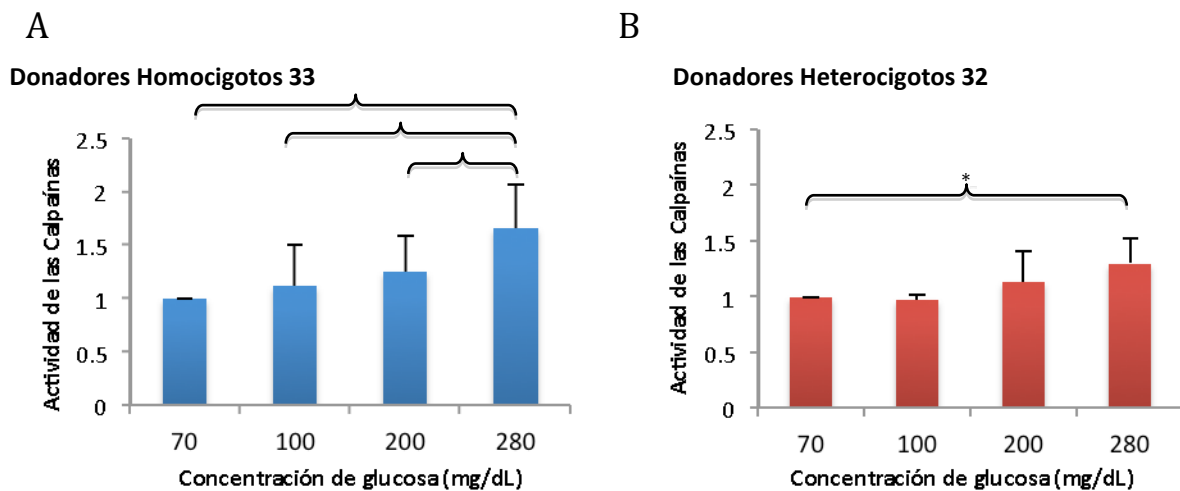 A
Donadores Homocigotos 33
Actividad de las Calpaínas
2.5
2
1.5
1
0.5
0
70 100 200 280
Concentración de glucosa (mg/dL)
B
Donadores Heterocigotos 32
*
Actividad de las Calpaínas
2.5
2
1.5
1
0.5
0
70 100 200 280
Concentración de glucosa (mg/dL)